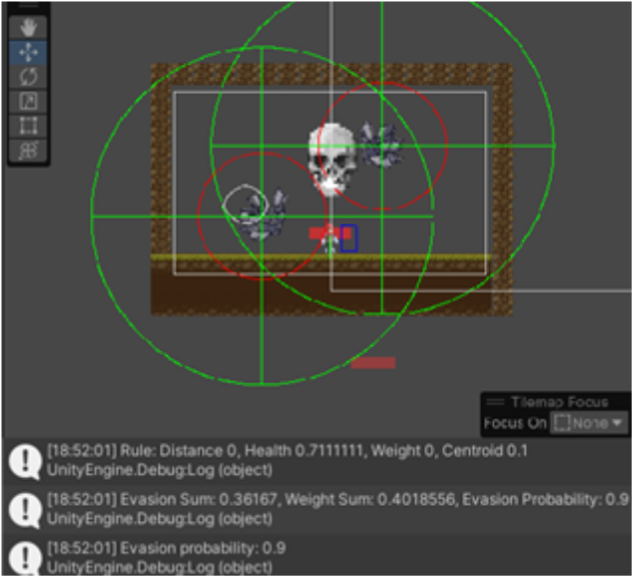 Tilemap Focus
Focus On None
[18:52:01] Rule: Distance 0, Health 0.7111111, Weight 0, Centroid 0.1
UnityEngine.Debug:Log (object)
[18:52:01] Evasion Sum: 0.36167, Weight Sum: 0.4018556, Evasion Probability: 0.9
UnityEngine.Debug:Log (object)
[18:52:01] Evasion probability: 0.9
UnityEngine.Debug:Log (object)